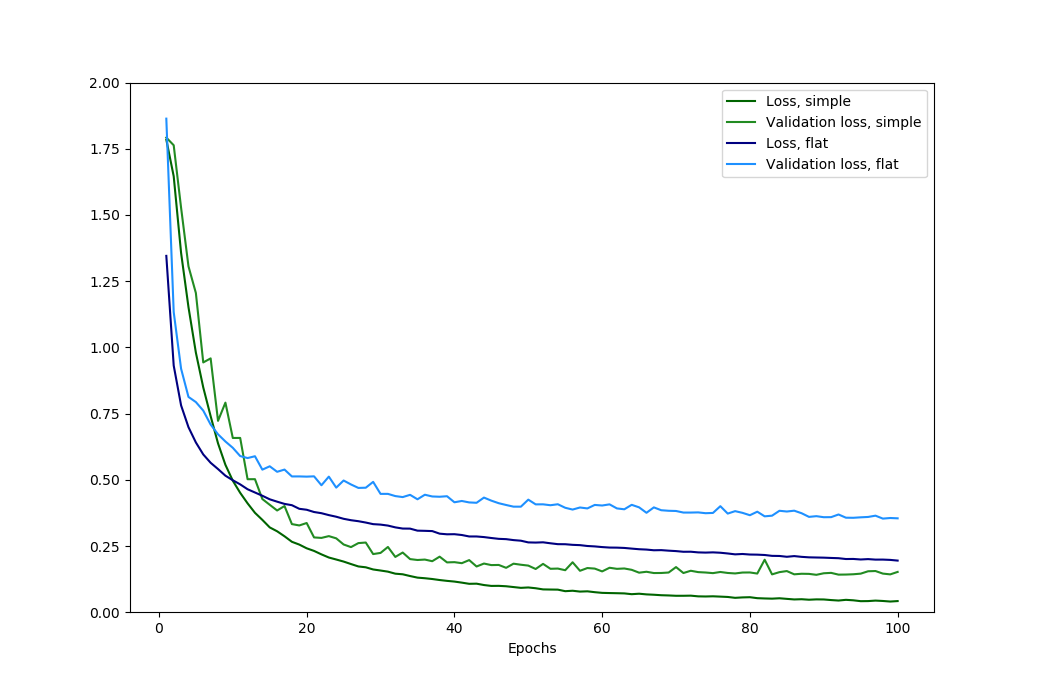 2.00
1.75
1.50
1.25
1.00
0.75
0.50
0.25
0.00
0 20 40 60 80 100
Epochs
Loss, simple
Validation loss, simple
Loss, flat
Validation loss, flat